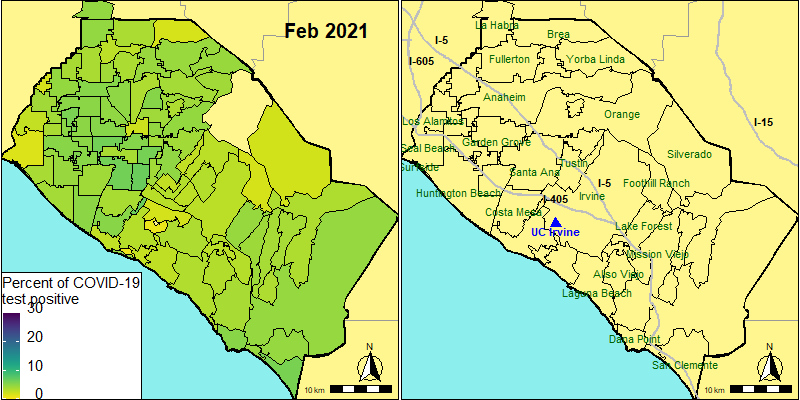 Feb 2021
Percent of COVID-19
test positive
30
20
10
0
N
10 km
La Habra
Brea
I-5
I-605
Fullerton
Yorba Linda
Anaheim
Orange
I-15
Los Alamitos
Garden Grove
Seal Beach
Silverado
Surfside
Tustin
Santa Ana
I-5
Foothill Ranch
Huntington Beach
Irvine
I-405
Costa Mesa
Lake Forest
UC Irvine
Mission Viejo
Aliso Viejo
Laguna Beach
Dana Point
San Clemente
N
10 km